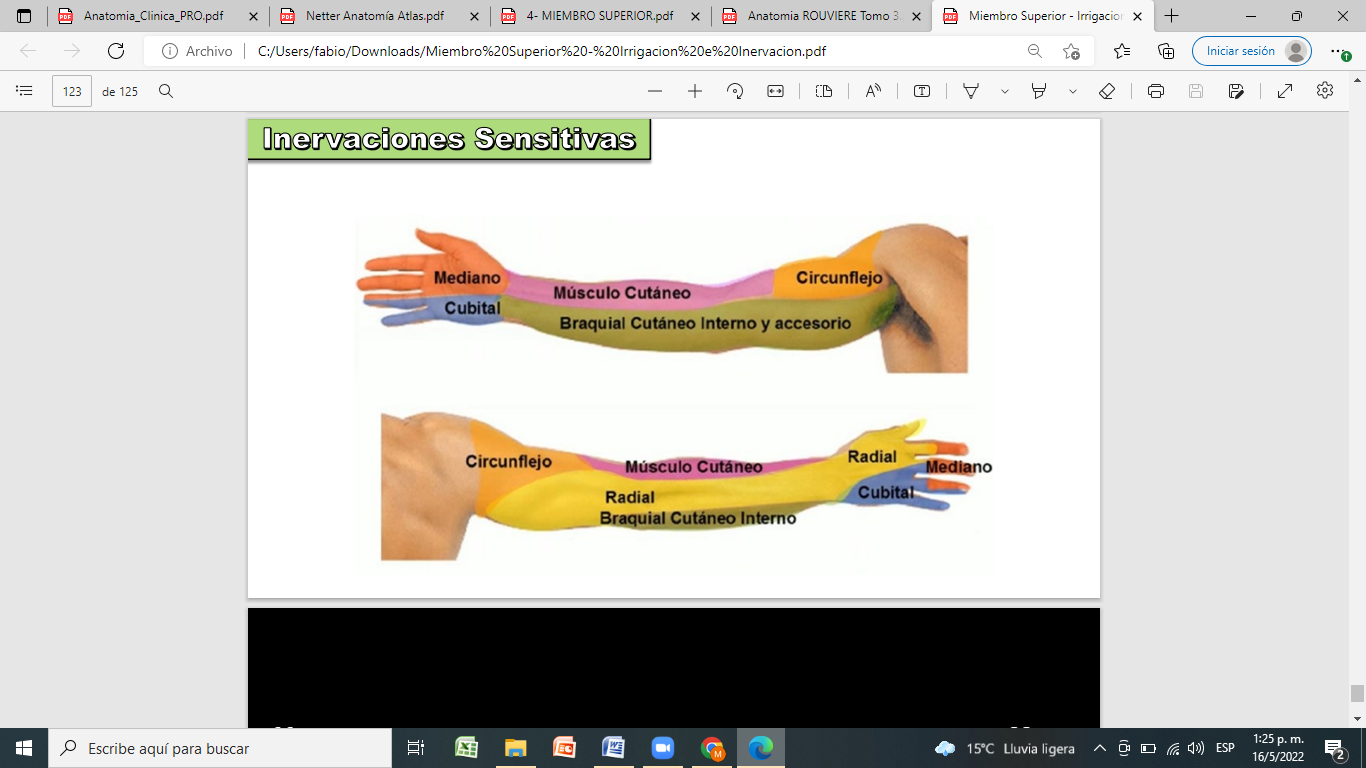 Anatomia_Clinica_PRO.pdf
Netter Anatomía Atlas.pdf
4- MIEMBRO SUPERIOR.pdf
Anatomia ROUVIERE Tomo 3.
Miembro Superior - Irrigacion
Archivo
C:/Users/fabio/Downloads/Miembro%20Superior%20-%20Irrigacion%20e%20Inervacion.pdf
Iniciar sesión
123
de 125
Inervaciones Sensitivas
Mediano
Circunflejo
Músculo Cutáneo
Cubital
Braquial Cutáneo Interno y accesorio
Circunflejo
Músculo Cutáneo
Radial
Mediano
Radial
Cubital
Braquial Cutáneo Interno
Escribe aquí para buscar
15°C Lluvia ligera
ESP
1:25 p. m.
16/5/2022
2